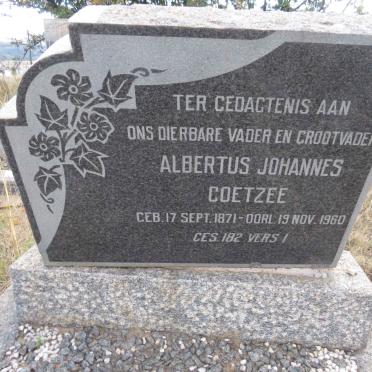 TER GEDAGTENIS AAN
ONS DIERBARE VADER EN GROOTVADER
ALBERTUS JOHANNES
COETZEE
GEB. 17 SEPT. 1871 - OORL. 19 NOV. 1960
GES. 182 VERS 1